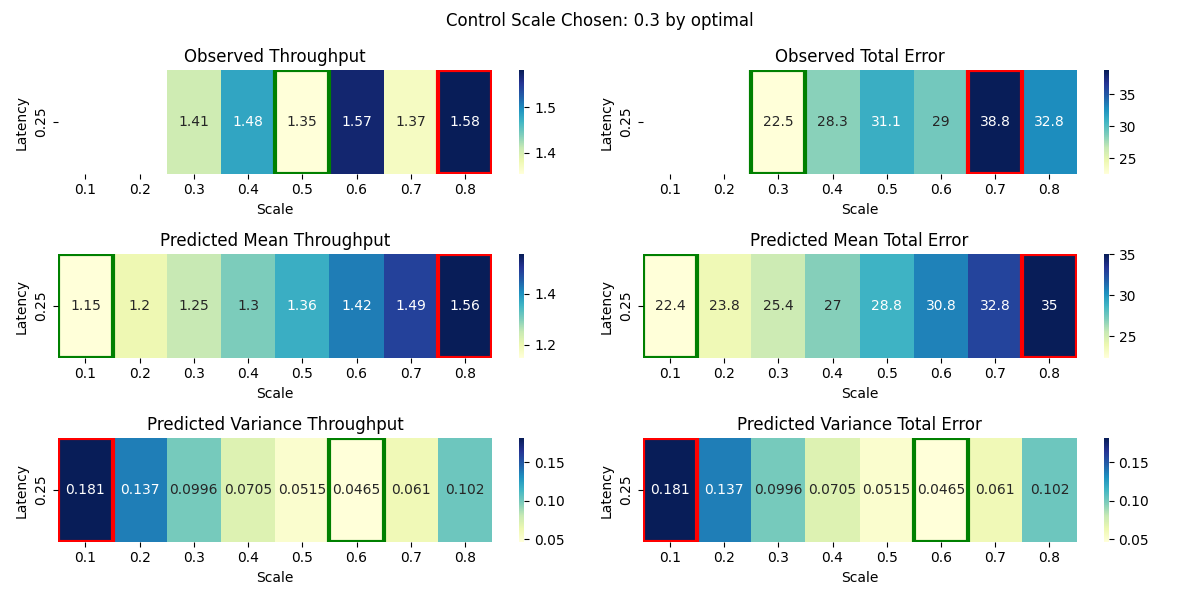 Control Scale Chosen: 0.3 by optimal
Observed Throughput
Latency
0.25
1.41 1.48 1.35 1.57 1.37 1.58
0.1 0.2 0.3 0.4 0.5 0.6 0.7 0.8
Scale
1.5
1.4
Observed Total Error
Latency
0.25
22.5 28.3 31.1 29 38.8 32.8
0.1 0.2 0.3 0.4 0.5 0.6 0.7 0.8
Scale
35
30
25
Predicted Mean Throughput
Latency
0.25
1.15 1.2 1.25 1.3 1.36 1.42 1.49 1.56
0.1 0.2 0.3 0.4 0.5 0.6 0.7 0.8
Scale
1.4
1.2
Predicted Mean Total Error
Latency
0.25
22.4 23.8 25.4 27 28.8 30.8 32.8 35
0.1 0.2 0.3 0.4 0.5 0.6 0.7 0.8
Scale
35
30
25
Predicted Variance Throughput
Latency
0.25
0.181 0.137 0.0996 0.0705 0.0515 0.0465 0.061 0.102
0.1 0.2 0.3 0.4 0.5 0.6 0.7 0.8
Scale
0.15
0.10
0.05
Predicted Variance Total Error
Latency
0.25
0.181 0.137 0.0996 0.0705 0.0515 0.0465 0.061 0.102
0.1 0.2 0.3 0.4 0.5 0.6 0.7 0.8
Scale
0.15
0.10
0.05